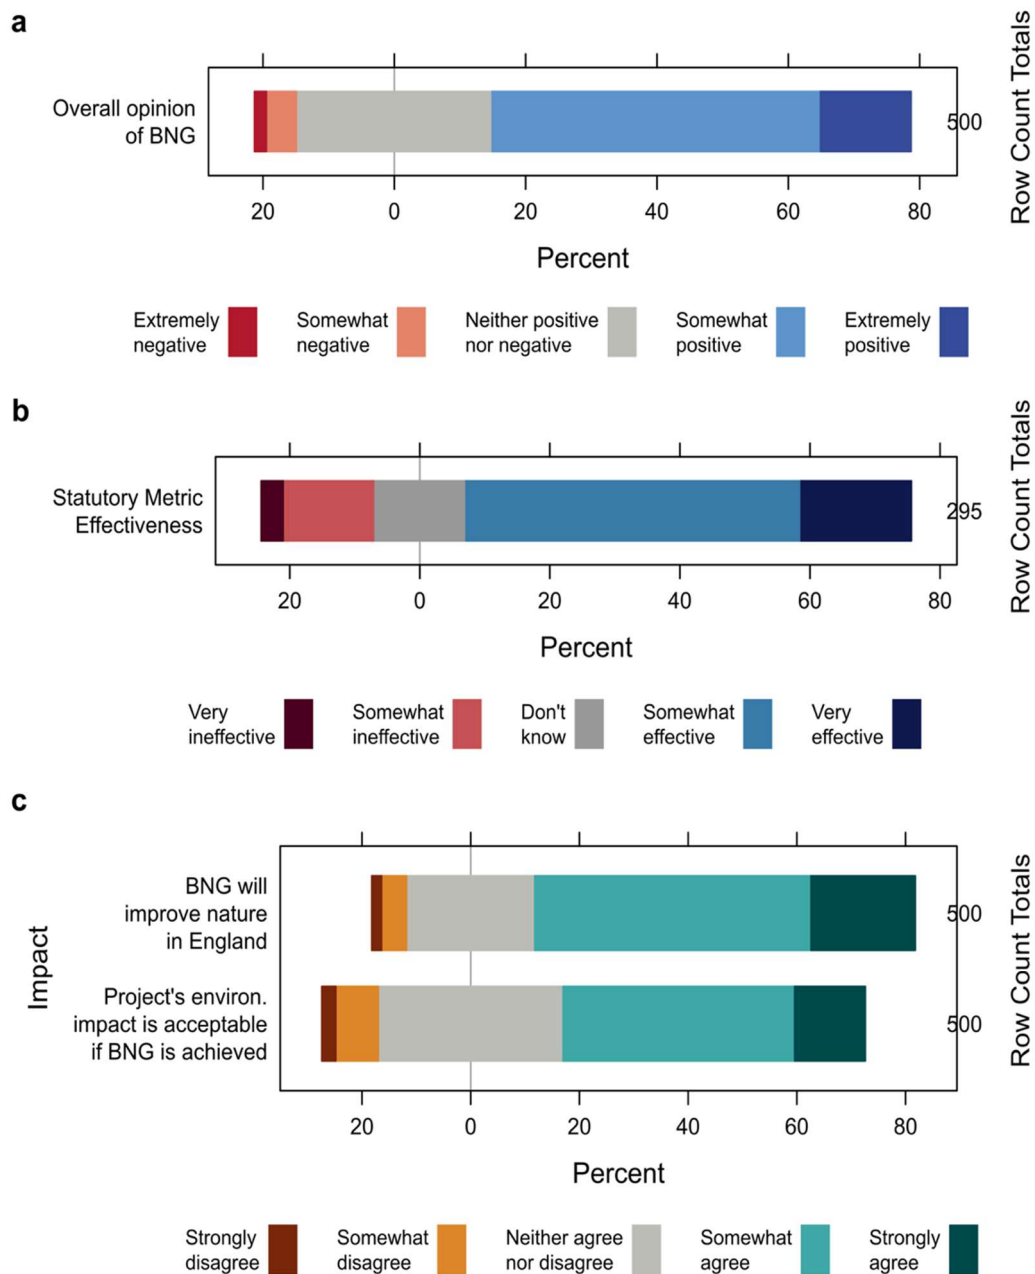 a
Overall opinion
of BNG
500
Row Count Totals
20 0 20 40 60 80
Percent
Extremely
negative
Somewhat
negative
Neither positive
nor negative
Somewhat
positive
Extremely
positive
b
Statutory Metric
Effectiveness
295
Row Count Totals
20 0 20 40 60 80
Percent
Very
ineffective
Somewhat
ineffective
Don't
know
Somewhat
effective
Very
effective
c
Impact
BNG will
improve nature
in England
500
Project's environ.
impact is acceptable
if BNG is achieved
500
Row Count Totals
20 0 20 40 60 80
Percent
Strongly
disagree
Somewhat
disagree
Neither agree
nor disagree
Somewhat
agree
Strongly
agree